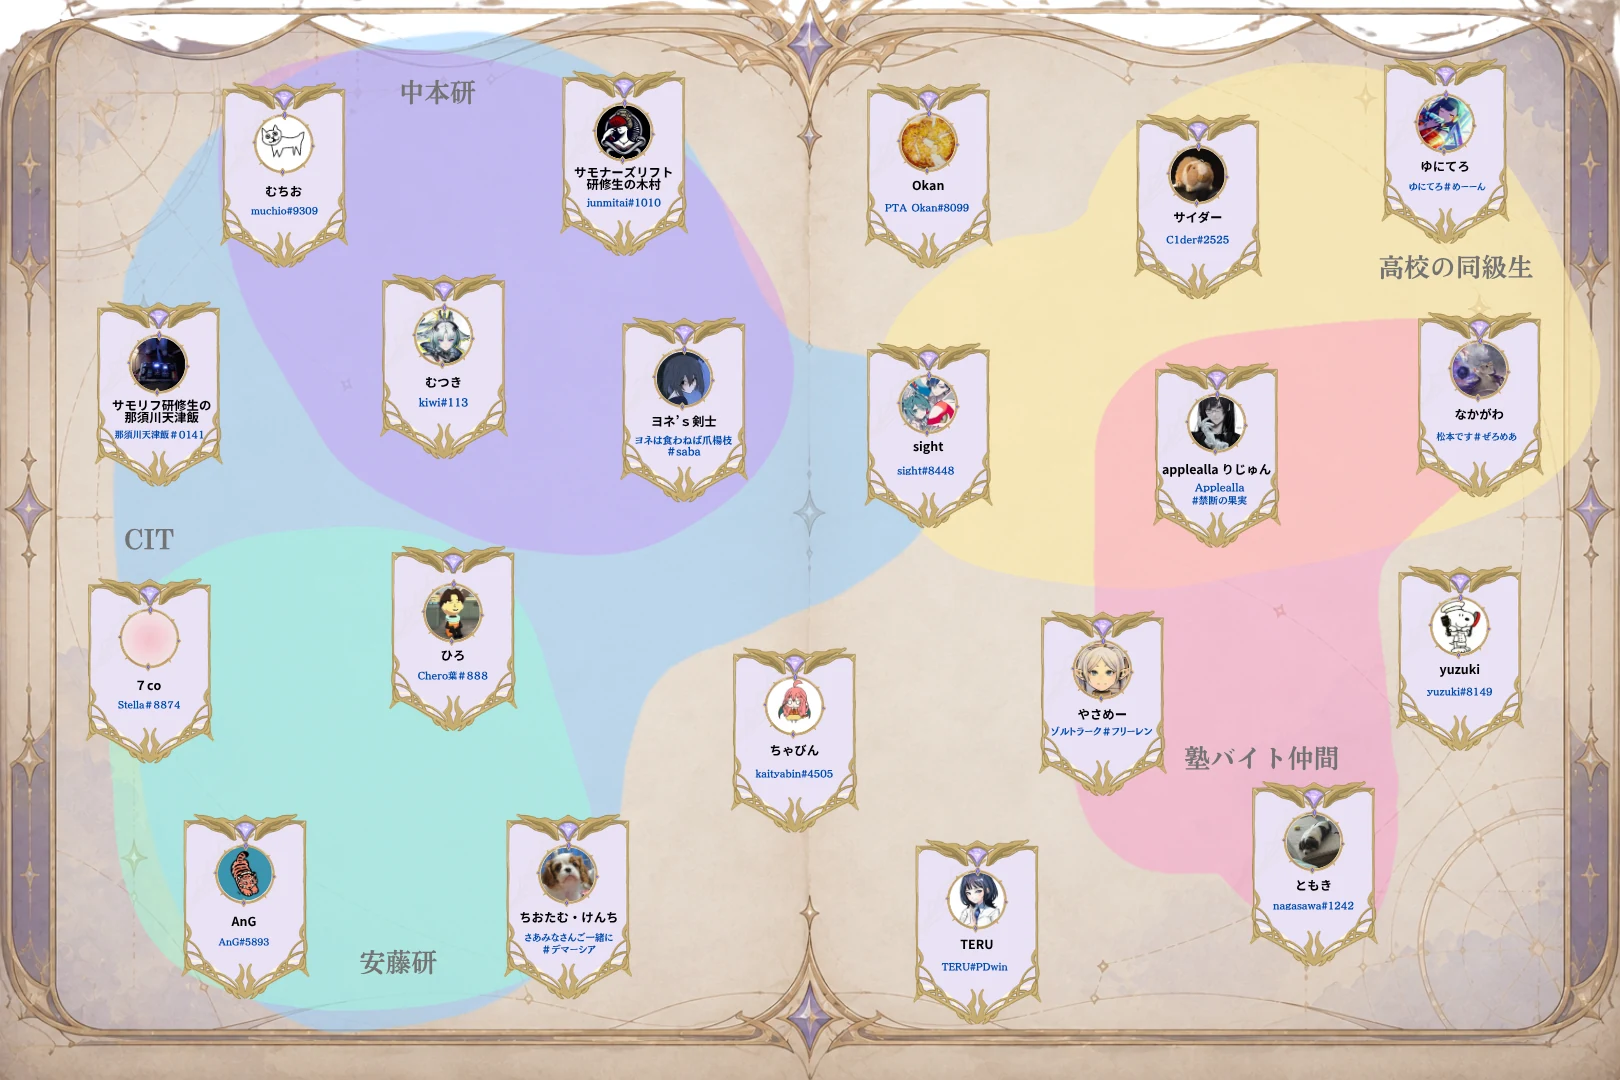 中本研
むちお
muchio#9309
サモナーズリフト
研修生の木村
junmitai#1010
Okan
PTA Okan#8099
サイダー
C1der#2525
ゆにてろ
ゆにてろ#めーーん
高校の同級生
サモリフ研修生の
那須川天津飯
那須川天津飯#0141
むつき
kiwi#113
ヨネ’s剣士
ヨネは食わねば爪楊枝
#saba
sight
sight#8448
applealla りじゅん
Applealla
#禁断の果実
なかがわ
松本です#ぜろめあ
CIT
7co
Stella#8874
ひろ
Chero葉#888
ちゃびん
kaityabin#4505
やさめー
ゾルトラーク#フリーレン
yuzuki
yuzuki#8149
塾バイト仲間
AnG
AnG#5893
安藤研
ちおたむ・けんち
さあみなさんご一緒に
#デマーシア
TERU
TERU#PDwin
ともき
nagasawa#1242